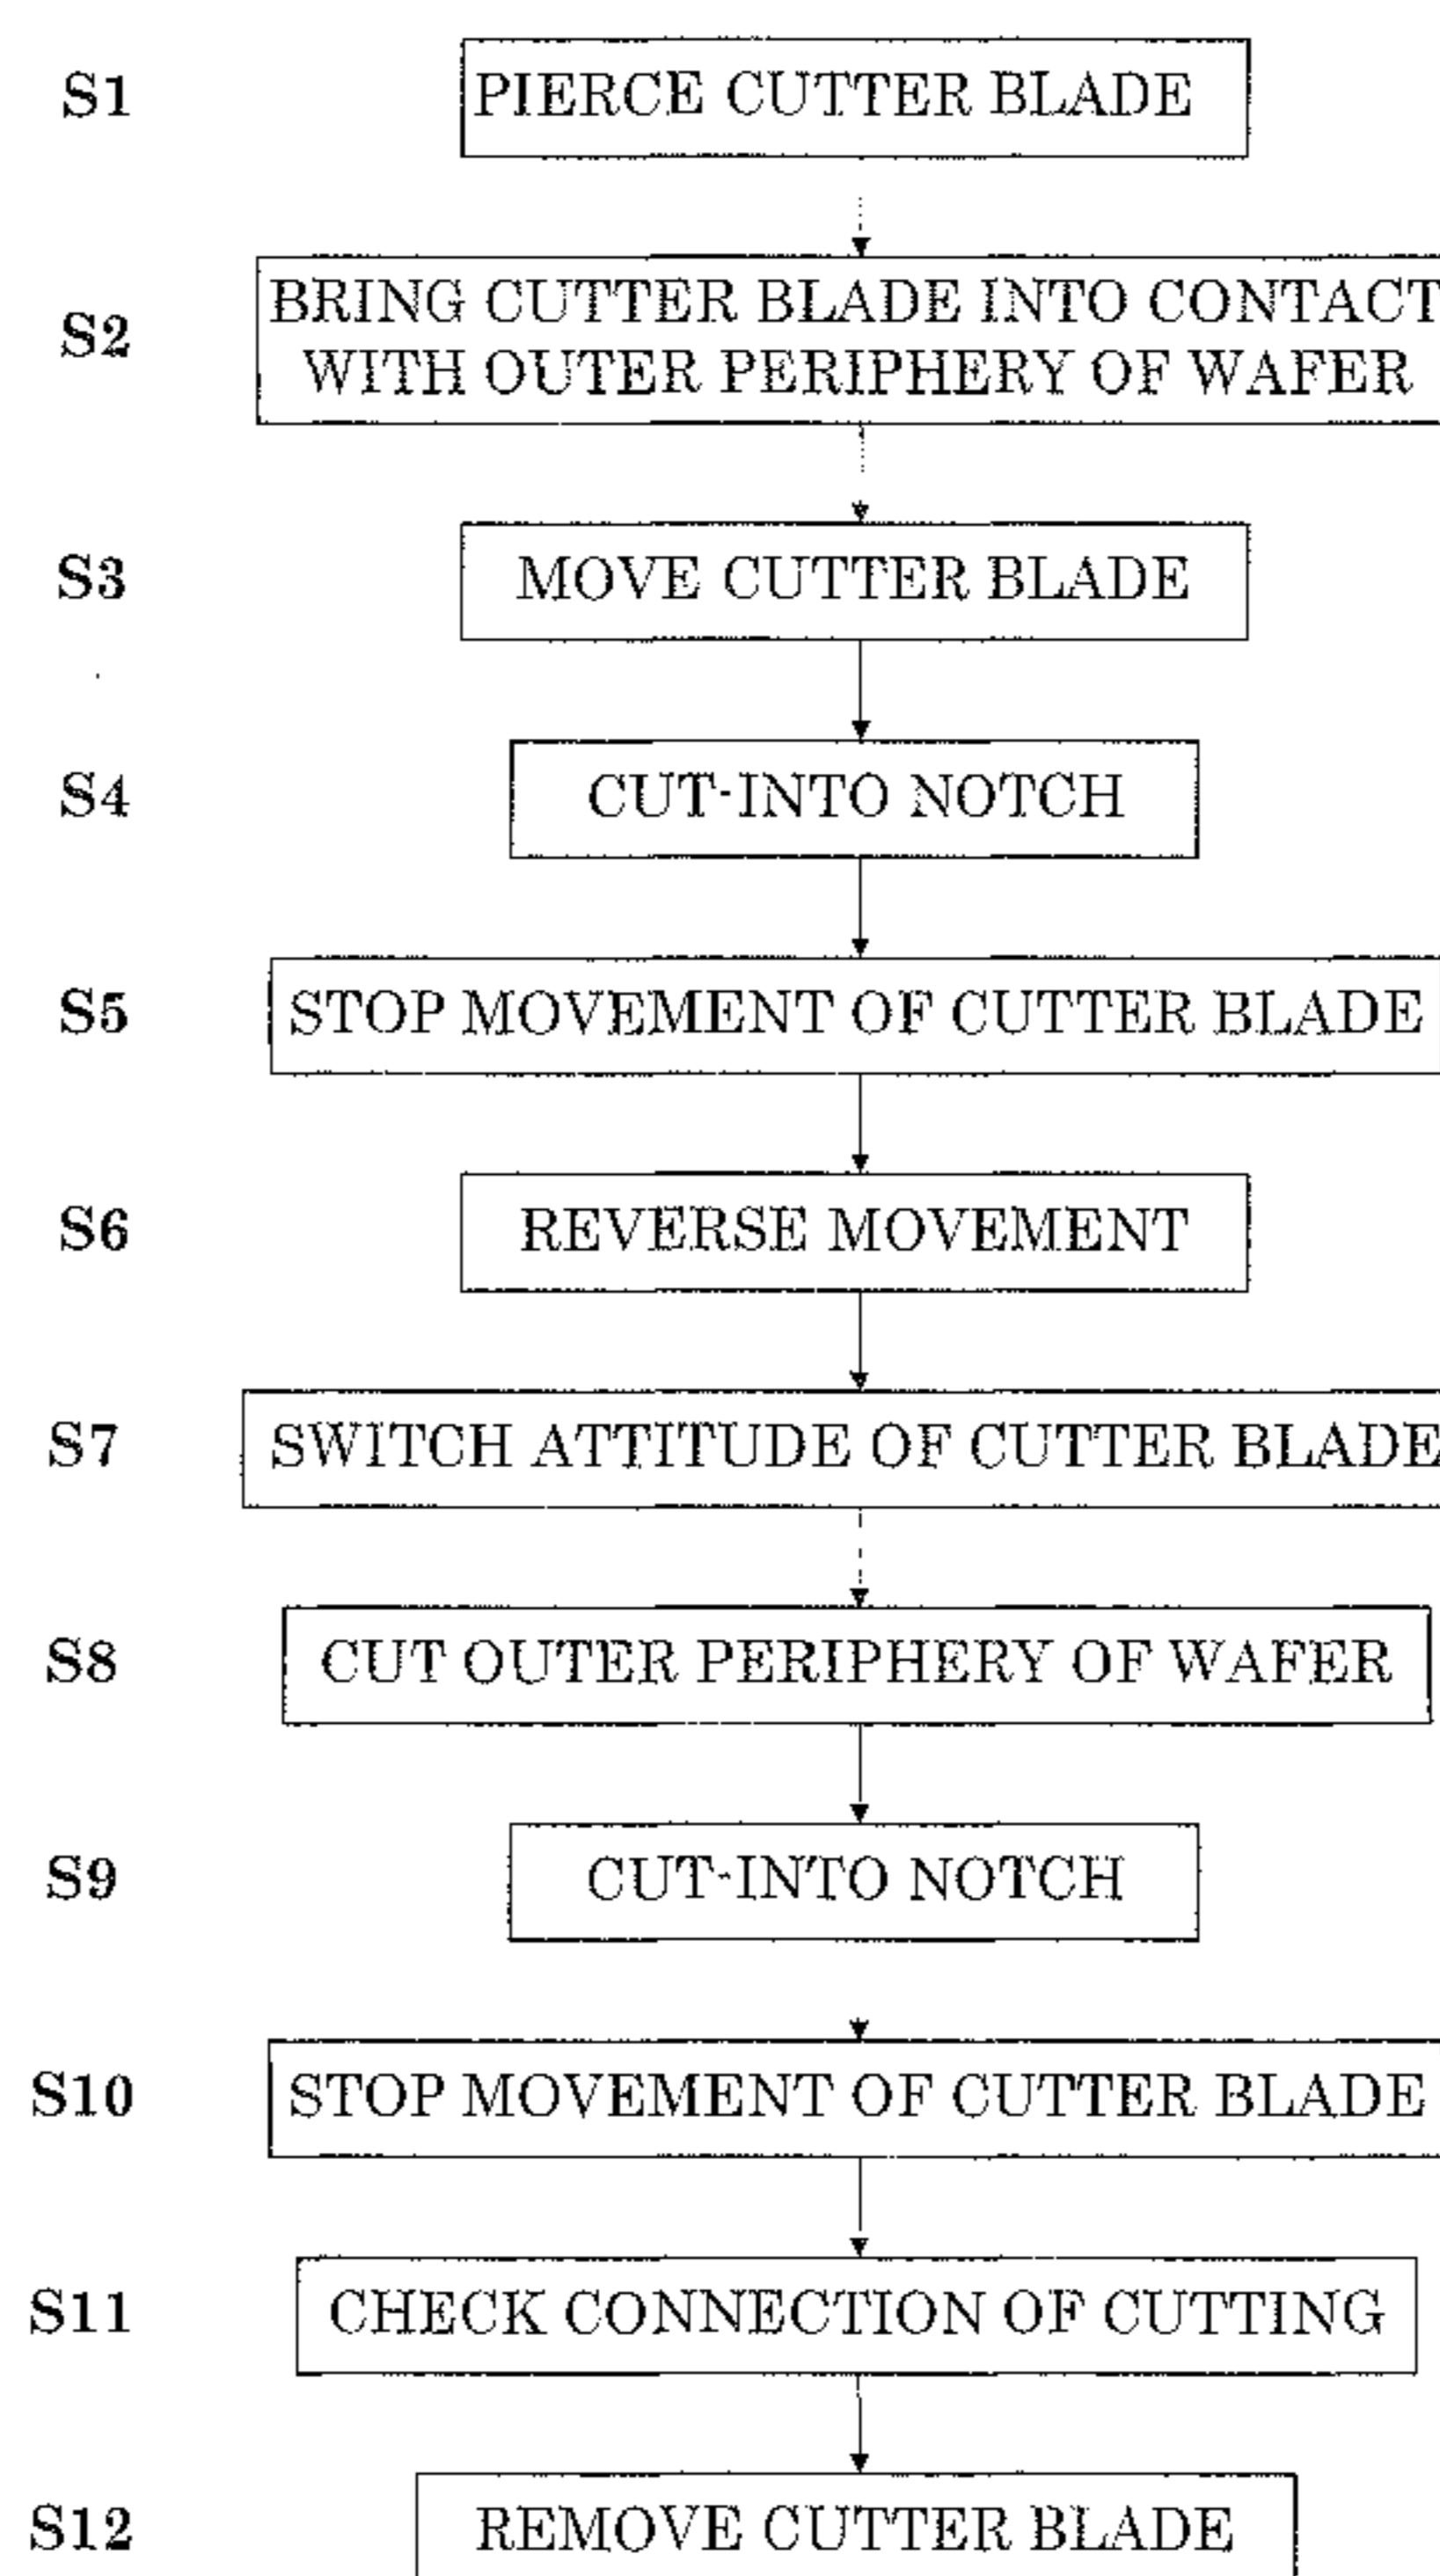 S1 PIERCE CUTTER BLADE
S2 BRING CUTTER BLADE INTO CONTACT
WITH OUTER PERIPHERY OF WAFER
S3 MOVE CUTTER BLADE
S4 CUT-INTO NOTCH
S5 STOP MOVEMENT OF CUTTER BLADE
S6 REVERSE MOVEMENT
S7 SWITCH ATTITUDE OF CUTTER BLADE
S8 CUT OUTER PERIPHERY OF WAFER
S9 CUT-INTO NOTCH
S10 STOP MOVEMENT OF CUTTER BLADE
S11 CHECK CONNECTION OF CUTTING
S12 REMOVE CUTTER BLADE